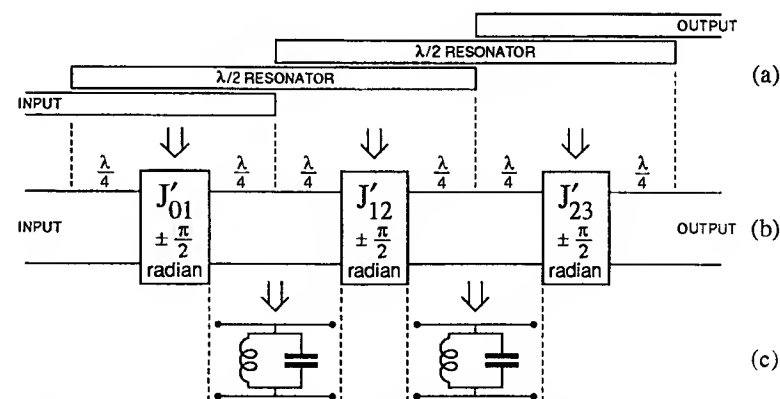 OUTPUT
λ/2 RESONATOR
(a)
λ/2 RESONATOR
INPUT
λ/4 λ/4 λ/4 λ/4 λ/4 λ/4
J′01 ± π/2 radian
J′12 ± π/2 radian
J′23 ± π/2 radian
INPUT
OUTPUT
(b)
(c)